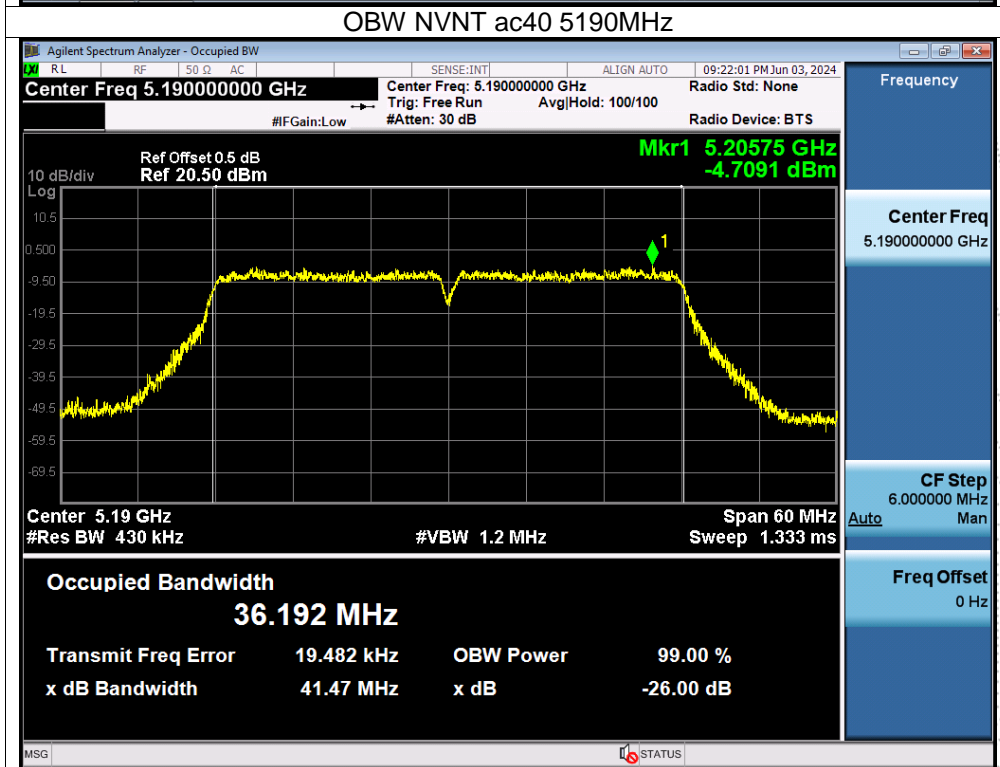 OBW NVNT ac40 5190MHz
Agilent Spectrum Analyzer - Occupied BW
LXI RL RF 50 Ω AC SENSE:INT ALIGN AUTO 09:22:01 PM Jun 03, 2024
Center Freq 5.190000000 GHz Center Freq: 5.190000000 GHz Radio Std: None
Trig: Free Run Avg|Hold: 100/100
#IFGain:Low #Atten: 30 dB Radio Device: BTS
Mkr1 5.20575 GHz
-4.7091 dBm
Ref Offset 0.5 dB
10 dB/div Ref 20.50 dBm
Log
10.5
0.500
-9.50
-19.5
-29.5
-39.5
-49.5
-59.5
-69.5
1
Center 5.19 GHz Span 60 MHz
#Res BW 430 kHz #VBW 1.2 MHz Sweep 1.333 ms
Occupied Bandwidth
36.192 MHz
Transmit Freq Error 19.482 kHz OBW Power 99.00 %
x dB Bandwidth 41.47 MHz x dB -26.00 dB
Frequency
Center Freq
5.190000000 GHz
CF Step
6.000000 MHz
Auto Man
Freq Offset
0 Hz
MSG STATUS